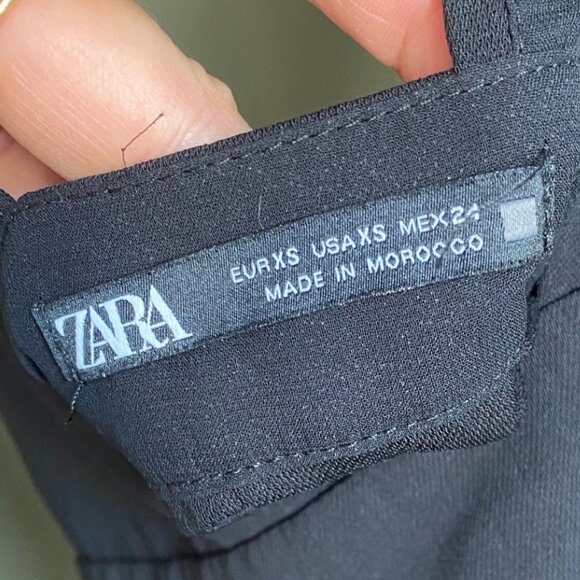 ZARA
EUR XS USA XS MEX 24
MADE IN MOROCCO